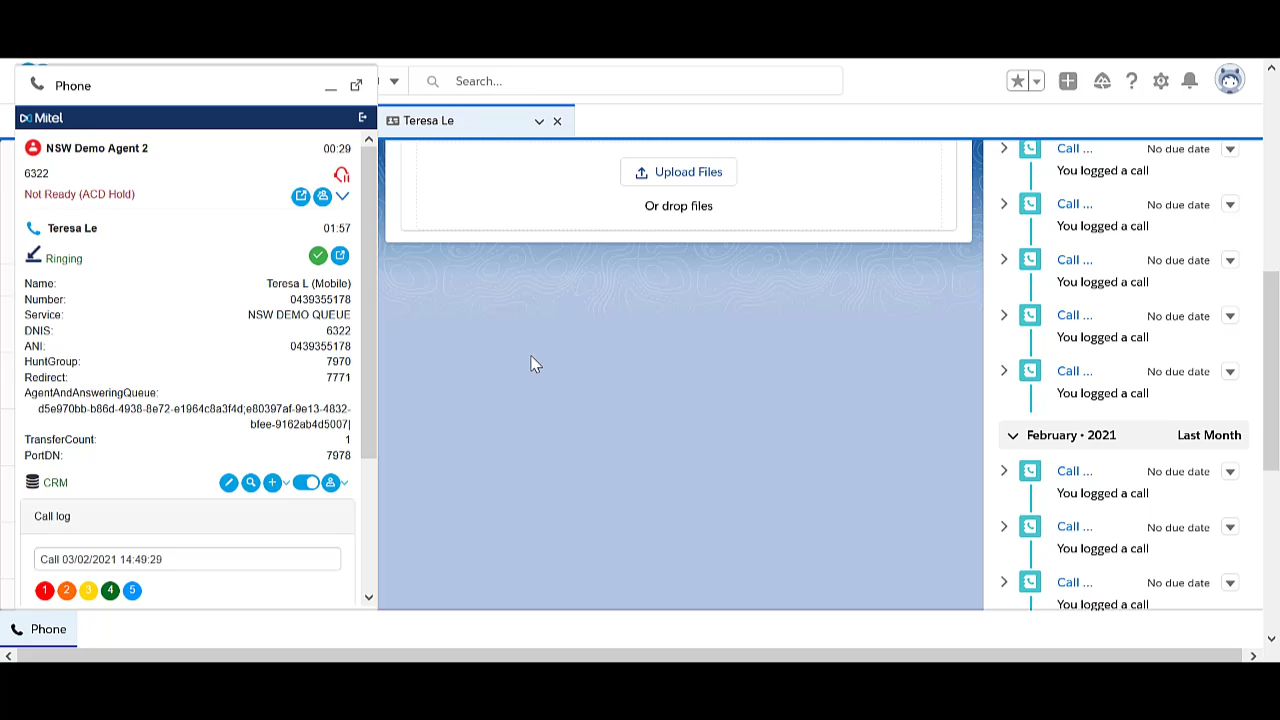 Phone
Search...
Mitel
Teresa Le
NSW Demo Agent 2 00:29
6322
Not Ready (ACD Hold)
Teresa Le 01:57
Ringing
Name: Teresa L (Mobile)
Number: 0439355178
Service: NSW DEMO QUEUE
DNIS: 6322
ANI: 0439355178
HuntGroup: 7970
Redirect: 7771
AgentAndAnsweringQueue:
d5e970bb-b86d-4938-8e72-e1964c8a3f4d;e80397af-9e13-4832-
bfee-9162ab4d5007|
TransferCount: 1
PortDN: 7978
CRM
Call log
Call 03/02/2021 14:49:29
1 2 3 4 5
Upload Files
Or drop files
Call ... No due date
You logged a call
Call ... No due date
You logged a call
Call ... No due date
You logged a call
Call ... No due date
You logged a call
Call ... No due date
You logged a call
February • 2021 Last Month
Call ... No due date
You logged a call
Call ... No due date
You logged a call
Call ... No due date
You logged a call
Phone